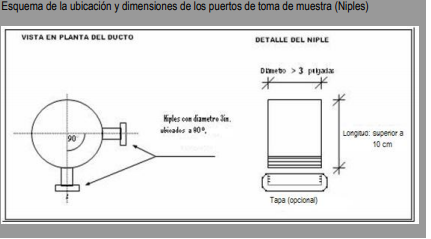 Esquema de la ubicación y dimensiones de los puertos de toma de muestra (Niples)
VISTA EN PLANTA DEL DUCTO
DETALLE DEL NIPLE
Diametro > 3 pulgadas
Niples con diametro 3in.
ubicados a 90°.
90
Longitud: superior a
10 cm
Tapa (opcional)